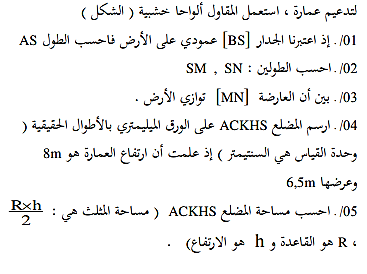 لتدعيم عمارة ، استعمل المقاول ألواحا خشبية ( الشكل )
01/. إذ اعتبرنا الجدار [BS] عمودي على الأرض فاحسب الطول AS
02/. احسب الطولين : SM , SN .
03/. بين أن العارضة [MN] توازي الأرض .
04/. ارسم المضلع ACKHS على الورق الميليمتري بالأطوال الحقيقية (
وحدة القياس هي السنتيمتر ) إذ علمت أن ارتفاع العمارة هو 8m
وعرضها 6,5m
05/. احسب مساحة المضلع ACKHS ( مساحة المثلث هي : R×h/2
، R هو القاعدة و h هو الارتفاع) .